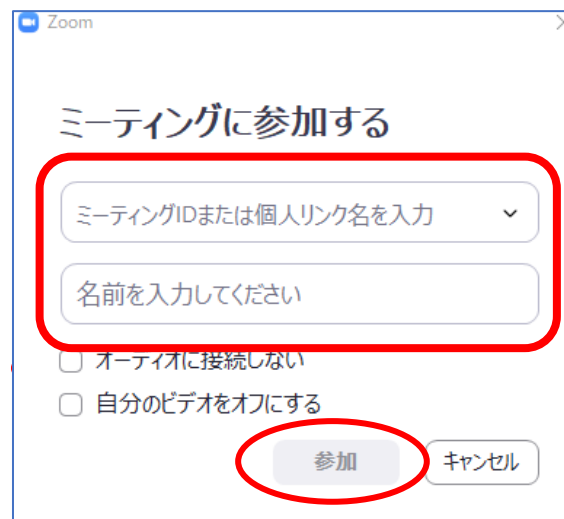 Zoom
ミーティングに参加する
ミーティングIDまたは個人リンク名を入力
名前を入力してください
オーディオに接続しない
自分のビデオをオフにする
参加
キャンセル